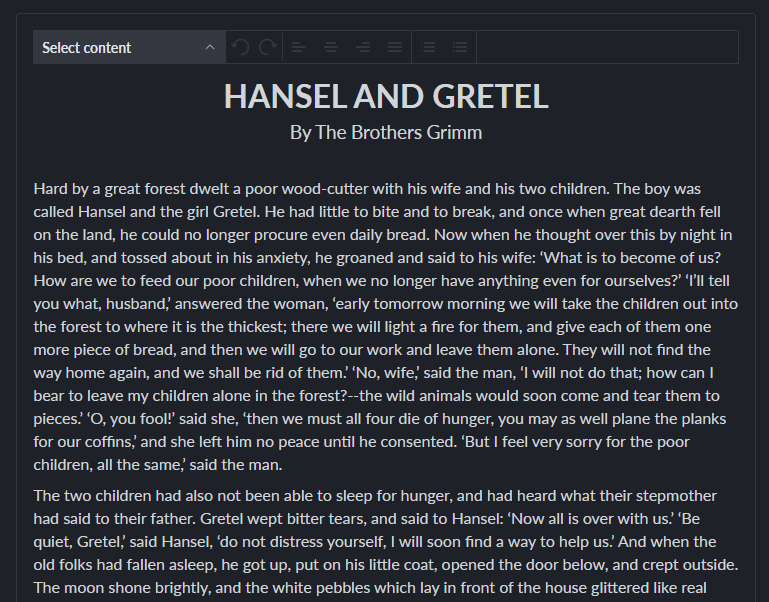 Select content
HANSEL AND GRETEL
By The Brothers Grimm
Hard by a great forest dwelt a poor wood-cutter with his wife and his two children. The boy was
called Hansel and the girl Gretel. He had little to bite and to break, and once when great dearth fell
on the land, he could no longer procure even daily bread. Now when he thought over this by night in
his bed, and tossed about in his anxiety, he groaned and said to his wife: ‘What is to become of us?
How are we to feed our poor children, when we no longer have anything even for ourselves?’ ‘I’ll tell
you what, husband,’ answered the woman, ‘early tomorrow morning we will take the children out into
the forest to where it is the thickest; there we will light a fire for them, and give each of them one
more piece of bread, and then we will go to our work and leave them alone. They will not find the
way home again, and we shall be rid of them.’ ‘No, wife,’ said the man, ‘I will not do that; how can I
bear to leave my children alone in the forest?--the wild animals would soon come and tear them to
pieces.’ ‘O, you fool!’ said she, ‘then we must all four die of hunger, you may as well plane the planks
for our coffins,’ and she left him no peace until he consented. ‘But I feel very sorry for the poor
children, all the same,’ said the man.
The two children had also not been able to sleep for hunger, and had heard what their stepmother
had said to their father. Gretel wept bitter tears, and said to Hansel: ‘Now all is over with us.’ ‘Be
quiet, Gretel,’ said Hansel, ‘do not distress yourself, I will soon find a way to help us.’ And when the
old folks had fallen asleep, he got up, put on his little coat, opened the door below, and crept outside.
The moon shone brightly, and the white pebbles which lay in front of the house glittered like real